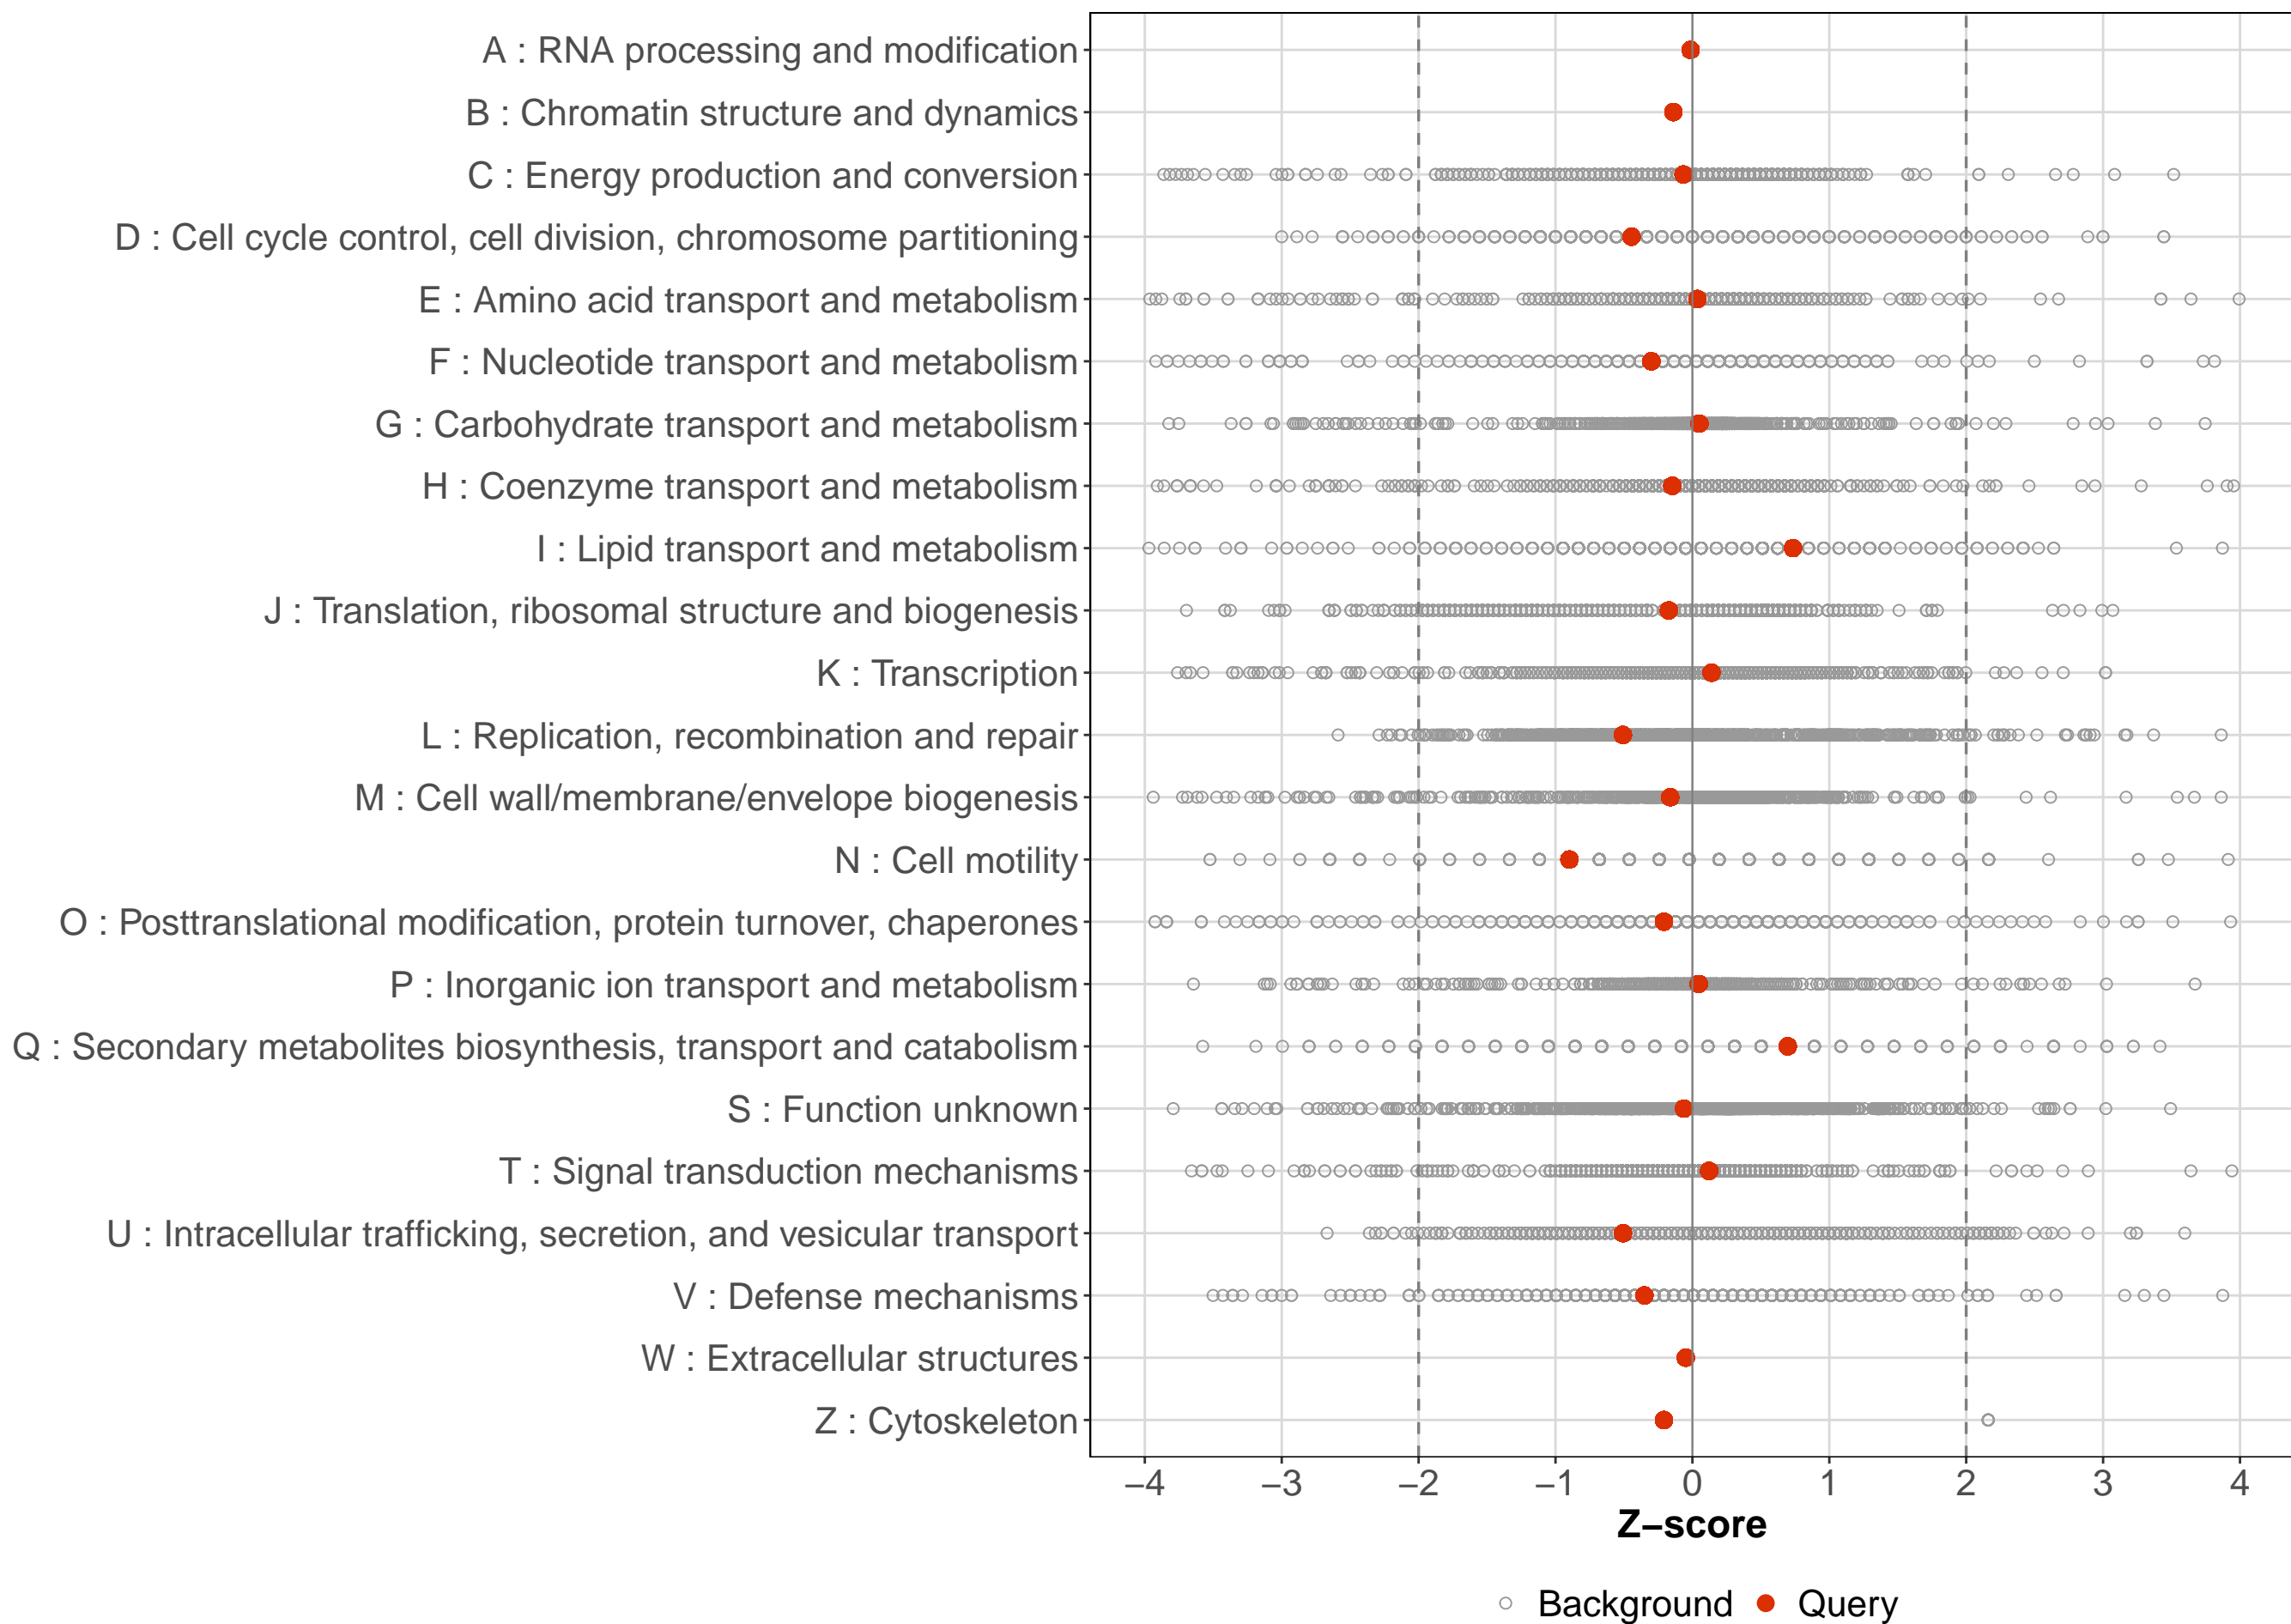 A : RNA processing and modification
B : Chromatin structure and dynamics
C : Energy production and conversion
D : Cell cycle control, cell division, chromosome partitioning
E : Amino acid transport and metabolism
F : Nucleotide transport and metabolism
G : Carbohydrate transport and metabolism
H : Coenzyme transport and metabolism
I : Lipid transport and metabolism
J : Translation, ribosomal structure and biogenesis
K : Transcription
L : Replication, recombination and repair
M : Cell wall/membrane/envelope biogenesis
N : Cell motility
O : Posttranslational modification, protein turnover, chaperones
P : Inorganic ion transport and metabolism
Q : Secondary metabolites biosynthesis, transport and catabolism
S : Function unknown
T : Signal transduction mechanisms
U : Intracellular trafficking, secretion, and vesicular transport
V : Defense mechanisms
W : Extracellular structures
Z : Cytoskeleton
−4 −3 −2 −1 0 1 2 3 4
Z−score
Background Query